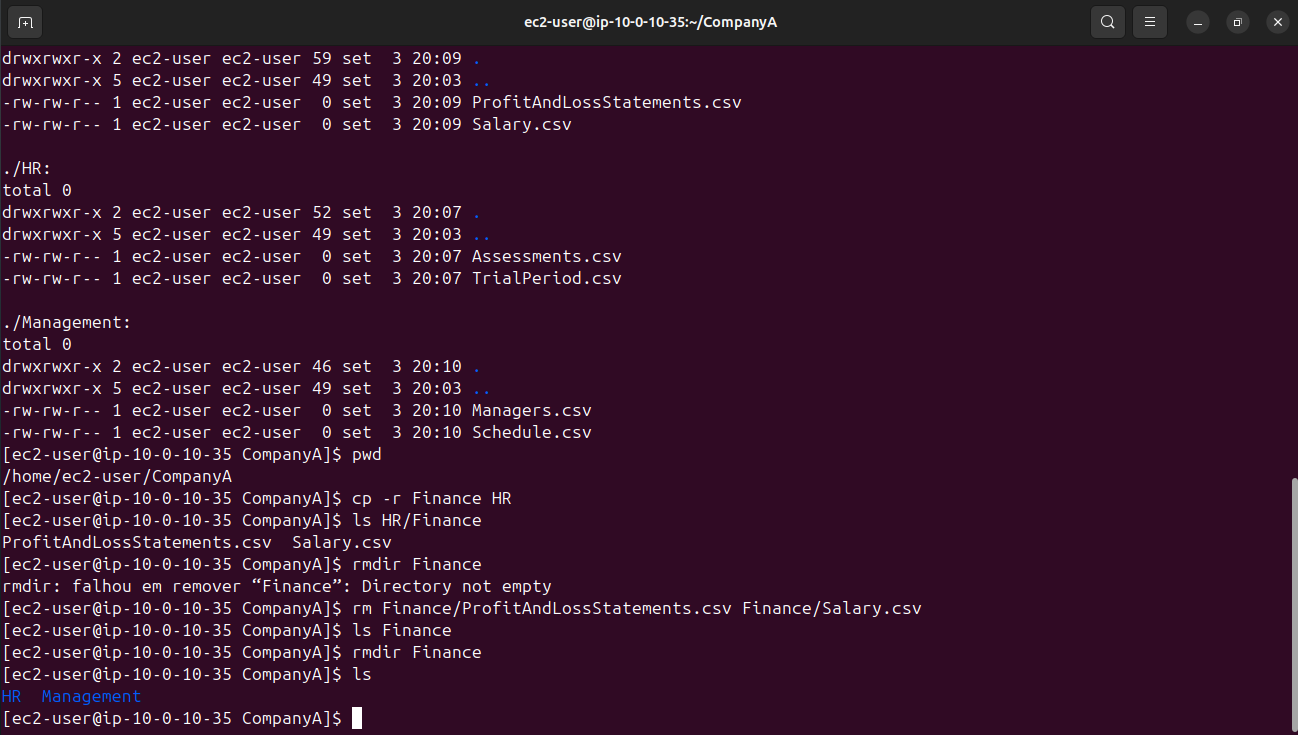 ec2-user@ip-10-0-10-35:~/CompanyA
drwxrwxr-x 2 ec2-user ec2-user 59 set  3 20:09 .
drwxrwxr-x 5 ec2-user ec2-user 49 set  3 20:03 ..
-rw-rw-r-- 1 ec2-user ec2-user  0 set  3 20:09 ProfitAndLossStatements.csv
-rw-rw-r-- 1 ec2-user ec2-user  0 set  3 20:09 Salary.csv

./HR:
total 0
drwxrwxr-x 2 ec2-user ec2-user 52 set  3 20:07 .
drwxrwxr-x 5 ec2-user ec2-user 49 set  3 20:03 ..
-rw-rw-r-- 1 ec2-user ec2-user  0 set  3 20:07 Assessments.csv
-rw-rw-r-- 1 ec2-user ec2-user  0 set  3 20:07 TrialPeriod.csv

./Management:
total 0
drwxrwxr-x 2 ec2-user ec2-user 46 set  3 20:10 .
drwxrwxr-x 5 ec2-user ec2-user 49 set  3 20:03 ..
-rw-rw-r-- 1 ec2-user ec2-user  0 set  3 20:10 Managers.csv
-rw-rw-r-- 1 ec2-user ec2-user  0 set  3 20:10 Schedule.csv
[ec2-user@ip-10-0-10-35 CompanyA]$ pwd
/home/ec2-user/CompanyA
[ec2-user@ip-10-0-10-35 CompanyA]$ cp -r Finance HR
[ec2-user@ip-10-0-10-35 CompanyA]$ ls HR/Finance
ProfitAndLossStatements.csv  Salary.csv
[ec2-user@ip-10-0-10-35 CompanyA]$ rmdir Finance
rmdir: falhou em remover “Finance”: Directory not empty
[ec2-user@ip-10-0-10-35 CompanyA]$ rm Finance/ProfitAndLossStatements.csv Finance/Salary.csv
[ec2-user@ip-10-0-10-35 CompanyA]$ ls Finance
[ec2-user@ip-10-0-10-35 CompanyA]$ rmdir Finance
[ec2-user@ip-10-0-10-35 CompanyA]$ ls
HR  Management
[ec2-user@ip-10-0-10-35 CompanyA]$